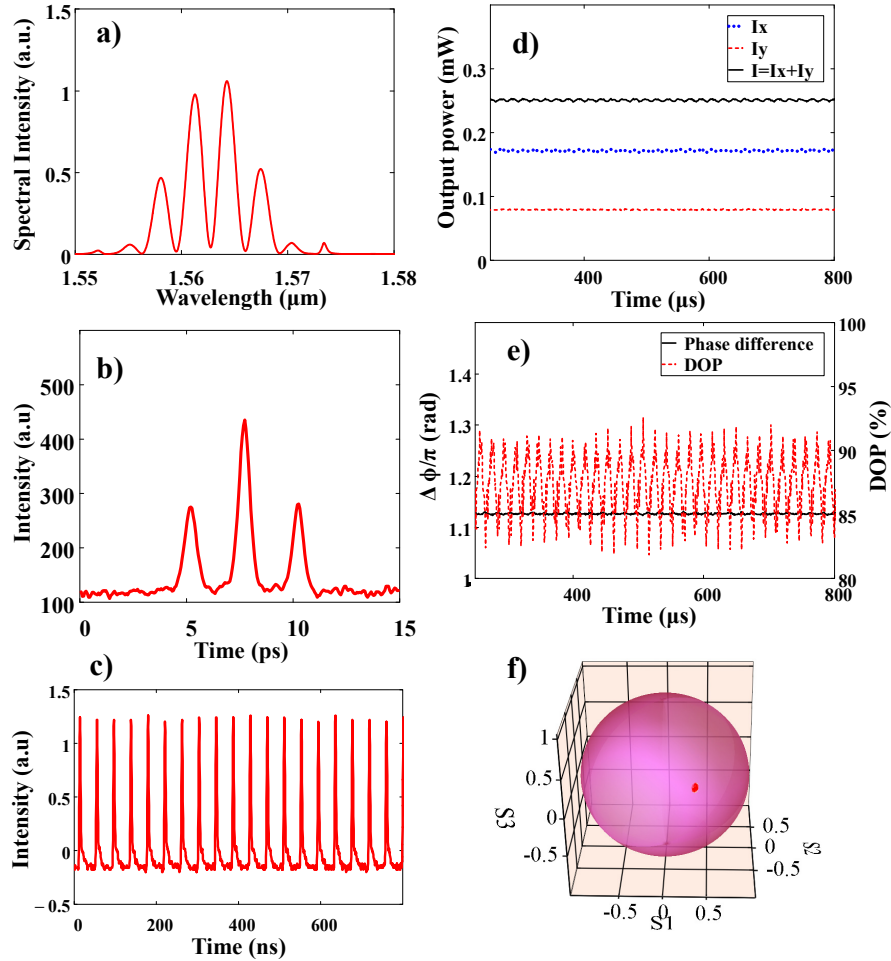 a)
Spectral Intensity (a.u.)
1.5
1
0.5
0
1.55
1.56
1.57
1.58
Wavelength (μm)
b)
Intensity (a.u)
500
400
300
200
100
0
5
10
15
Time (ps)
c)
Intensity (a.u)
1.5
1
0.5
0
–0.5
0
200
400
600
Time (ns)
d)
Output power (mW)
0.3
0.2
0.1
0
400
600
800
Time (μs)
Ix
Iy
I=Ix+Iy
e)
Δ ϕ/π (rad)
1.4
1.3
1.2
1.1
1
400
600
800
Time (μs)
100
95
90
85
80
DOP (%)
Phase difference
DOP
f)
S3
1
0.5
0
-0.5
-0.5
0
0.5
S1
0.5
0
-0.5
S2